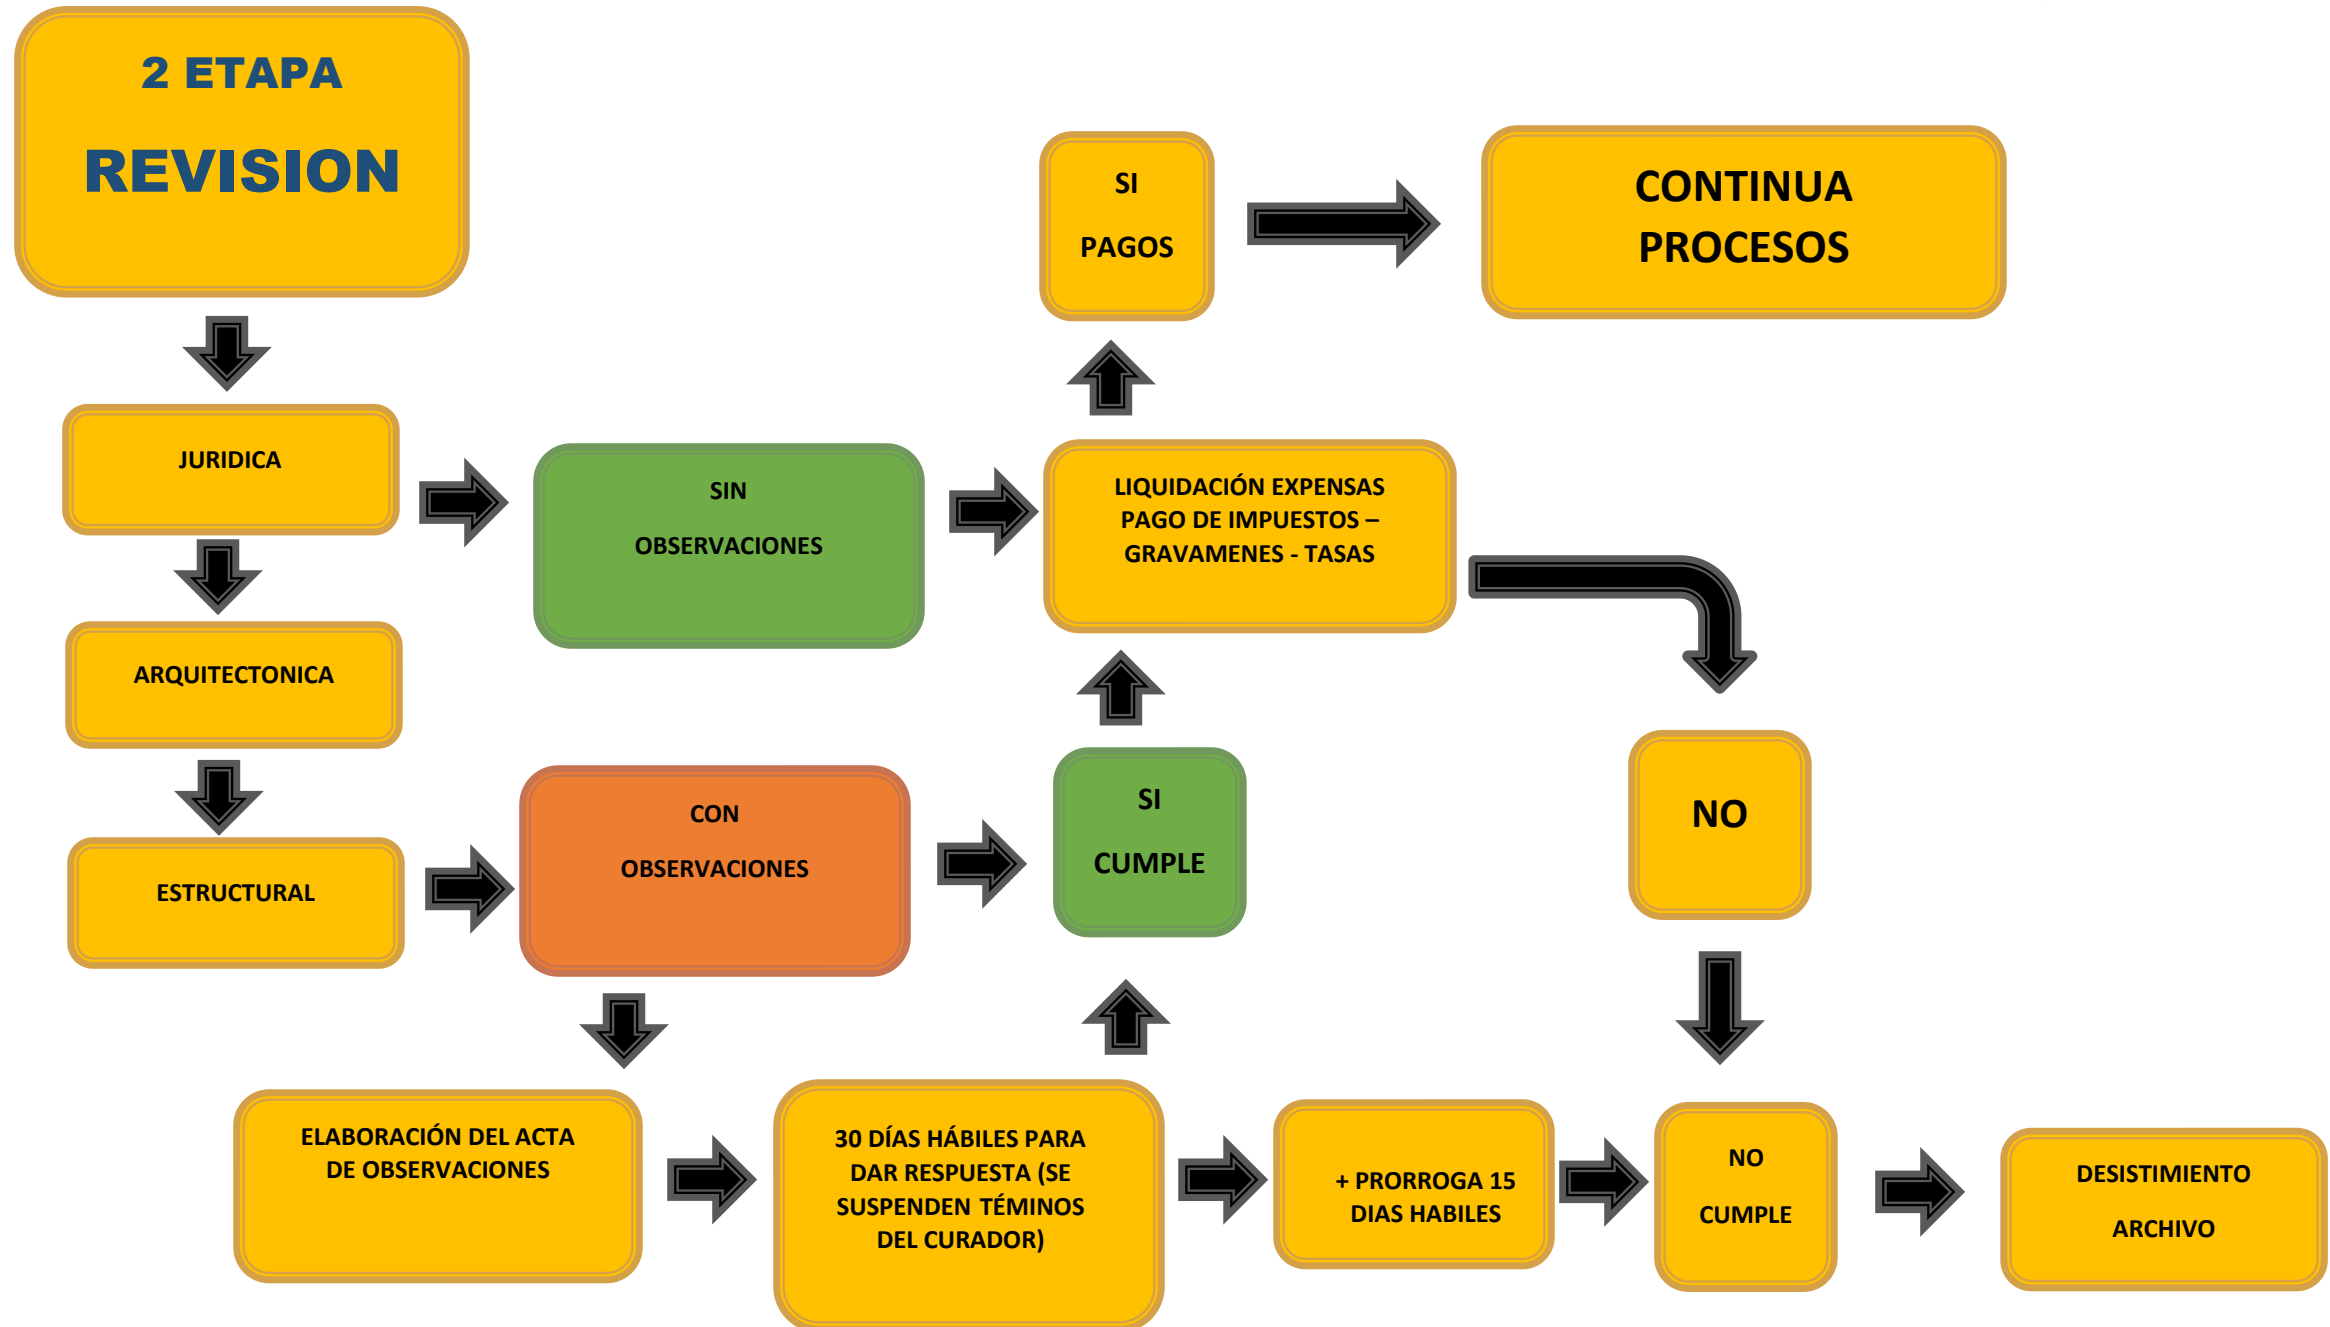 2 ETAPA
REVISION
SI
PAGOS
CONTINUA
PROCESOS
JURIDICA
SIN
OBSERVACIONES
LIQUIDACIÓN EXPENSAS
PAGO DE IMPUESTOS –
GRAVAMENES - TASAS
ARQUITECTONICA
ESTRUCTURAL
CON
OBSERVACIONES
SI
CUMPLE
NO
ELABORACIÓN DEL ACTA
DE OBSERVACIONES
30 DÍAS HÁBILES PARA
DAR RESPUESTA (SE
SUSPENDEN TÉMINOS
DEL CURADOR)
+ PRORROGA 15
DIAS HABILES
NO
CUMPLE
DESISTIMIENTO
ARCHIVO